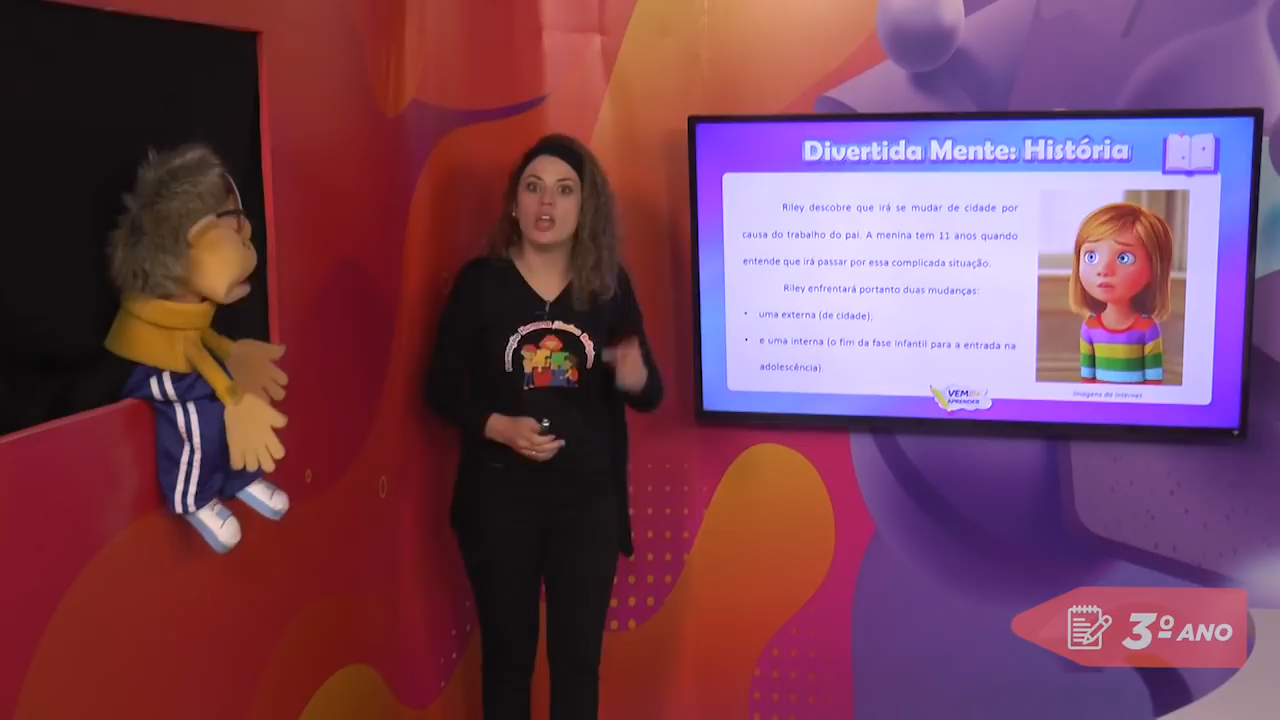 Divertida Mente: História
Riley descobre que irá se mudar de cidade por
causa do trabalho do pai. A menina tem 11 anos quando
entende que irá passar por essa complicada situação.
Riley enfrentará portanto duas mudanças:
• uma externa (de cidade);
• e uma interna (o fim da fase infantil para a entrada na
adolescência).
Imagens da internet
VEM
APRENDER
3º ANO